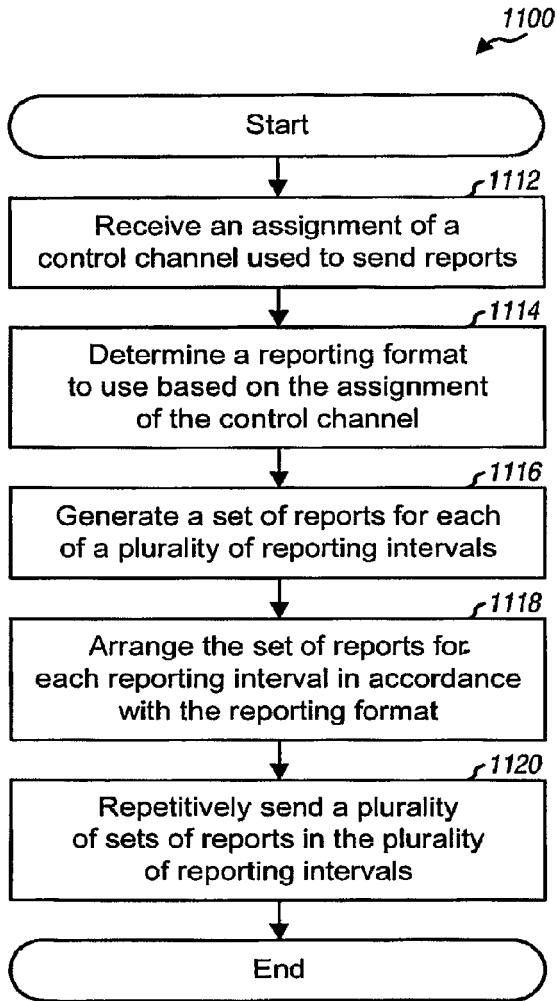 1100
Start
1112
Receive an assignment of a
control channel used to send reports
1114
Determine a reporting format
to use based on the assignment
of the control channel
1116
Generate a set of reports for each
of a plurality of reporting intervals
1118
Arrange the set of reports for
each reporting interval in accordance
with the reporting format
1120
Repetitively send a plurality
of sets of reports in the plurality
of reporting intervals
End